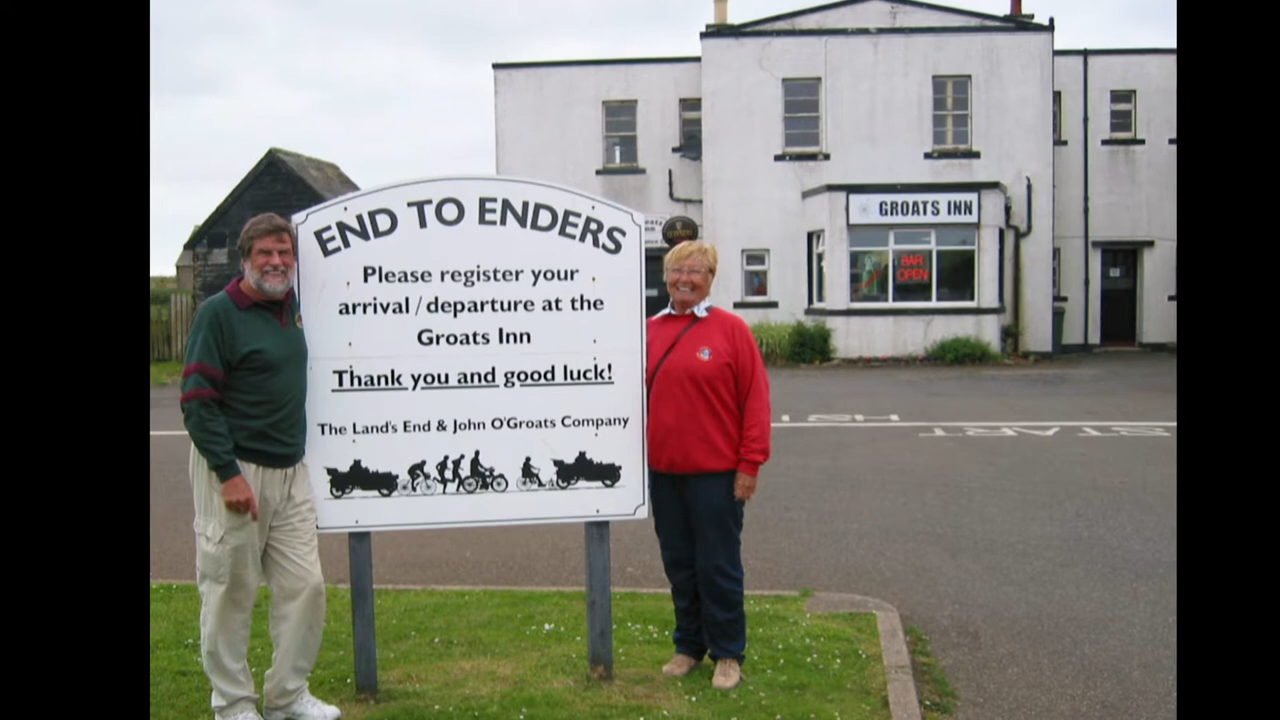 END TO ENDERS
Please register your
arrival / departure at the
Groats Inn
Thank you and good luck!
The Land's End & John O'Groats Company
GROATS INN
BAR
OPEN
GUINNESS
START